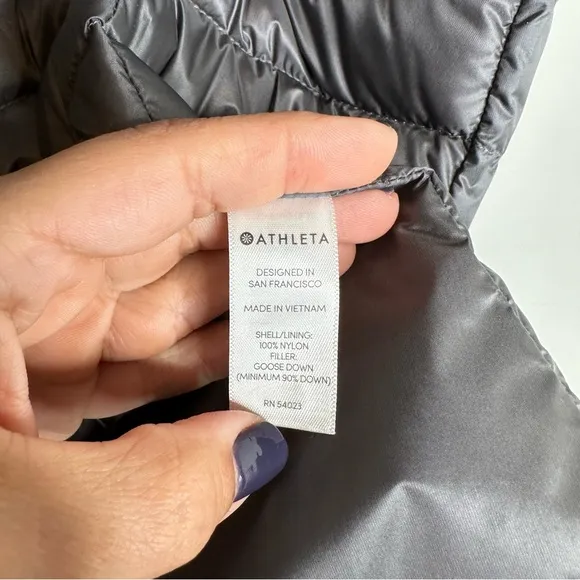 ATHLETA
DESIGNED IN
SAN FRANCISCO
MADE IN VIETNAM
SHELL/LINING:
100% NYLON
FILLER:
GOOSE DOWN
(MINIMUM 90% DOWN)
RN 54023